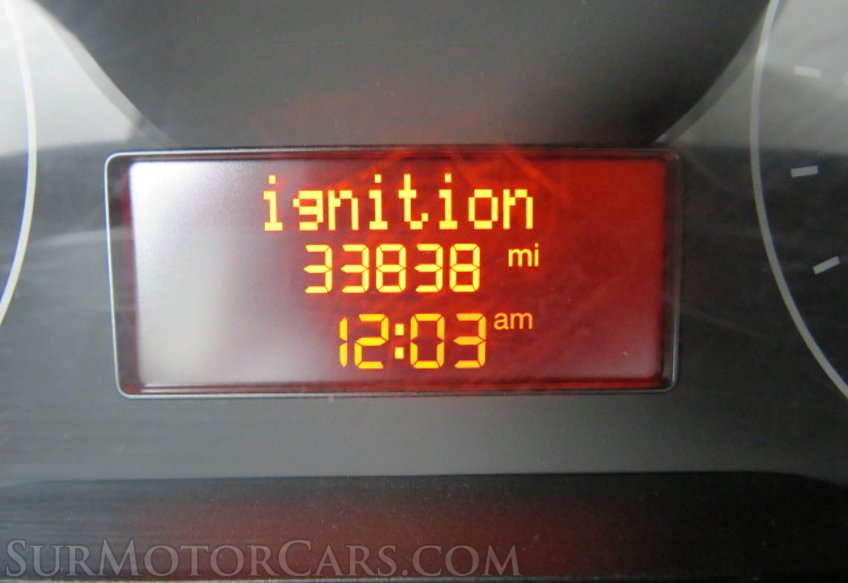 ignition
33838 mi
12:03 am
SurMotorCars.com